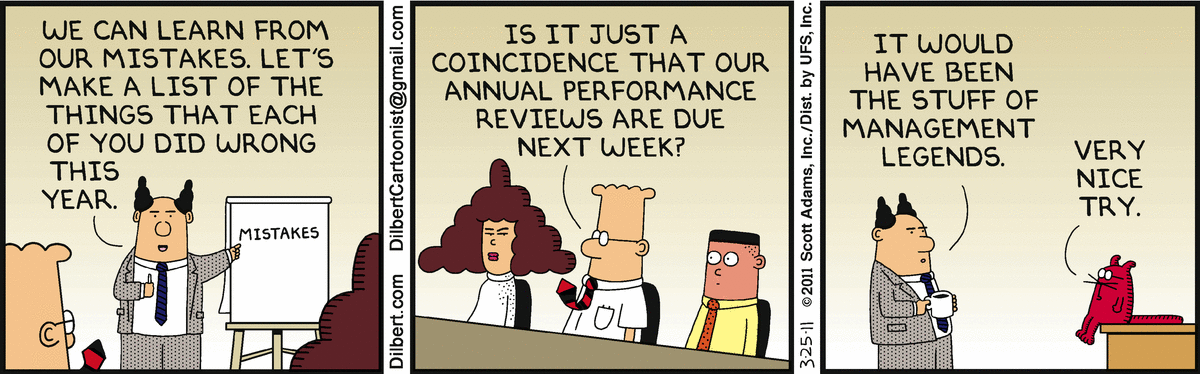 WE CAN LEARN FROM
OUR MISTAKES. LET'S
MAKE A LIST OF THE
THINGS THAT EACH
OF YOU DID WRONG
THIS
YEAR.
MISTAKES
Dilbert.com DilbertCartoonist@gmail.com
IS IT JUST A
COINCIDENCE THAT OUR
ANNUAL PERFORMANCE
REVIEWS ARE DUE
NEXT WEEK?
3-25-11 © 2011 Scott Adams, Inc./Dist. by UFS, Inc.
IT WOULD
HAVE BEEN
THE STUFF OF
MANAGEMENT
LEGENDS.
VERY
NICE
TRY.